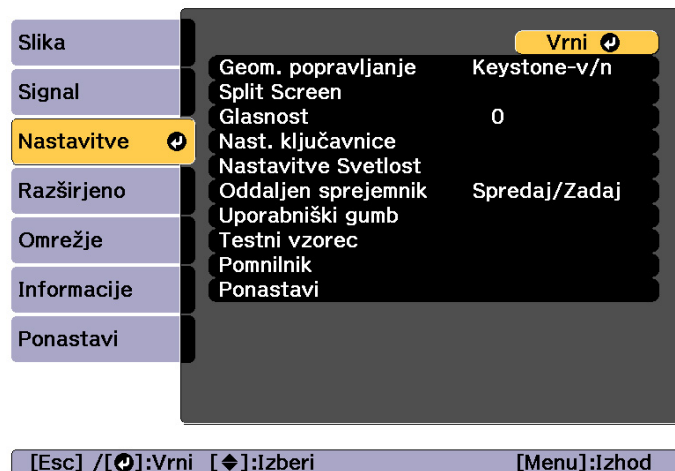 Slika
Signal
Nastavitve
Razširjeno
Omrežje
Informacije
Ponastavi
Vrni
Geom. popravljanje Keystone-v/n
Split Screen
Glasnost 0
Nast. ključavnice
Nastavitve Svetlost
Oddaljen sprejemnik Spredaj/Zadaj
Uporabniški gumb
Testni vzorec
Pomnilnik
Ponastavi
[Esc] /[↵]:Vrni [◆]:Izberi [Menu]:Izhod